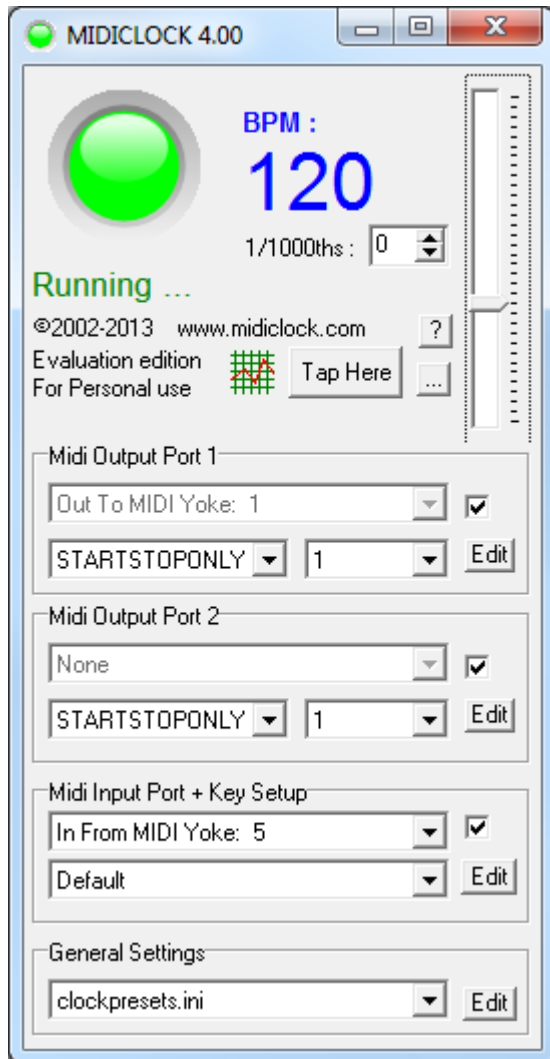 MIDICLOCK 4.00
BPM :
120
1/1000ths : 0
Running ...
©2002-2013 www.midiclock.com ?
Evaluation edition
For Personal use
Tap Here
...
Midi Output Port 1
Out To MIDI Yoke: 1
STARTSTOPONLY 1 Edit
Midi Output Port 2
None
STARTSTOPONLY 1 Edit
Midi Input Port + Key Setup
In From MIDI Yoke: 5
Default Edit
General Settings
clockpresets.ini Edit